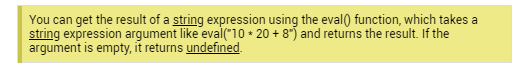 You can get the result of a string expression using the eval() function, which takes a
string expression argument like eval("10 * 20 + 8") and returns the result. If the
argument is empty, it returns undefined.